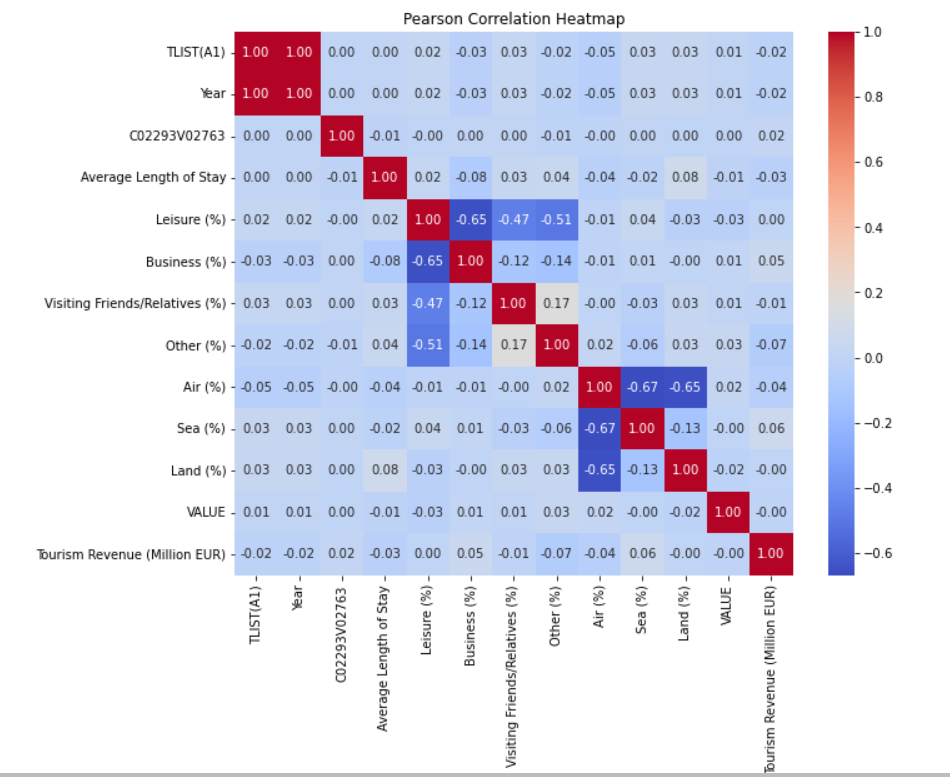 Pearson Correlation Heatmap
TLIST(A1) 1.00 1.00 0.00 0.00 0.02 -0.03 0.03 -0.02 -0.05 0.03 0.03 0.01 -0.02
Year 1.00 1.00 0.00 0.00 0.02 -0.03 0.03 -0.02 -0.05 0.03 0.03 0.01 -0.02
C02293V02763 0.00 0.00 1.00 -0.01 -0.00 0.00 0.00 -0.01 -0.00 0.00 0.00 0.00 0.02
Average Length of Stay 0.00 0.00 -0.01 1.00 0.02 -0.08 0.03 0.04 -0.04 -0.02 0.08 -0.01 -0.03
Leisure (%) 0.02 0.02 -0.00 0.02 1.00 -0.65 -0.47 -0.51 -0.01 0.04 -0.03 -0.03 0.00
Business (%) -0.03 -0.03 0.00 -0.08 -0.65 1.00 -0.12 -0.14 -0.01 0.01 -0.00 0.01 0.05
Visiting Friends/Relatives (%) 0.03 0.03 0.00 0.03 -0.47 -0.12 1.00 0.17 -0.00 -0.03 0.03 0.01 -0.01
Other (%) -0.02 -0.02 -0.01 0.04 -0.51 -0.14 0.17 1.00 0.02 -0.06 0.03 0.03 -0.07
Air (%) -0.05 -0.05 -0.00 -0.04 -0.01 -0.01 -0.00 0.02 1.00 -0.67 -0.65 0.02 -0.04
Sea (%) 0.03 0.03 0.00 -0.02 0.04 0.01 -0.03 -0.06 -0.67 1.00 -0.13 -0.00 0.06
Land (%) 0.03 0.03 0.00 0.08 -0.03 -0.00 0.03 0.03 -0.65 -0.13 1.00 -0.02 -0.00
VALUE 0.01 0.01 0.00 -0.01 -0.03 0.01 0.01 0.03 0.02 -0.00 -0.02 1.00 -0.00
Tourism Revenue (Million EUR) -0.02 -0.02 0.02 -0.03 0.00 0.05 -0.01 -0.07 -0.04 0.06 -0.00 -0.00 1.00
TLIST(A1)
Year
C02293V02763
Average Length of Stay
Leisure (%)
Business (%)
Visiting Friends/Relatives (%)
Other (%)
Air (%)
Sea (%)
Land (%)
VALUE
Tourism Revenue (Million EUR)
1.0
0.8
0.6
0.4
0.2
0.0
−0.2
−0.4
−0.6